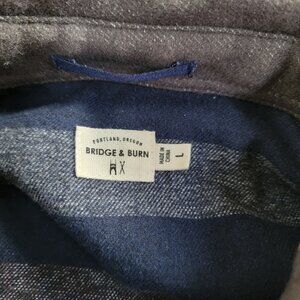 PORTLAND, OREGON
BRIDGE & BURN
L
MADE IN
CHINA